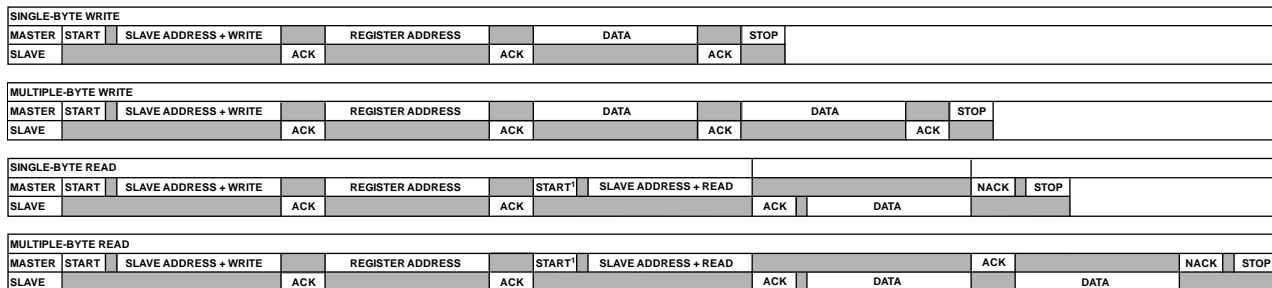 SINGLE-BYTE WRITE
MASTER START SLAVE ADDRESS + WRITE REGISTER ADDRESS DATA STOP
SLAVE ACK ACK ACK
MULTIPLE-BYTE WRITE
MASTER START SLAVE ADDRESS + WRITE REGISTER ADDRESS DATA DATA STOP
SLAVE ACK ACK ACK ACK
SINGLE-BYTE READ
MASTER START SLAVE ADDRESS + WRITE REGISTER ADDRESS START¹ SLAVE ADDRESS + READ NACK STOP
SLAVE ACK ACK ACK DATA
MULTIPLE-BYTE READ
MASTER START SLAVE ADDRESS + WRITE REGISTER ADDRESS START¹ SLAVE ADDRESS + READ ACK NACK STOP
SLAVE ACK ACK ACK DATA DATA